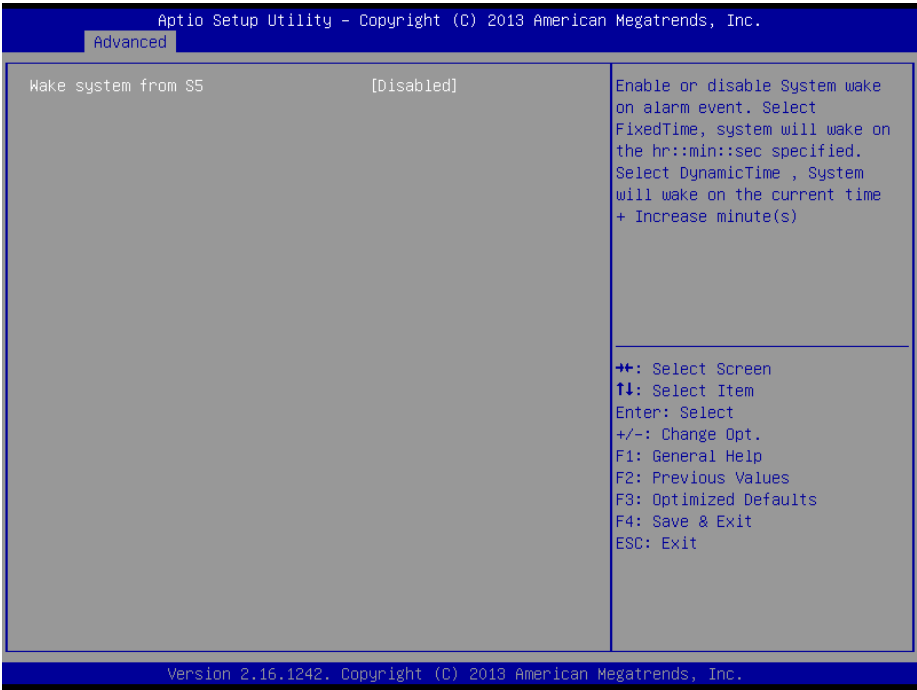 Aptio Setup Utility – Copyright (C) 2013 American Megatrends, Inc.
Advanced
Wake system from S5 [Disabled]
Enable or disable System wake
on alarm event. Select
FixedTime, system will wake on
the hr::min::sec specified.
Select DynamicTime , System
will wake on the current time
+ Increase minute(s)
→←: Select Screen
↑↓: Select Item
Enter: Select
+/-: Change Opt.
F1: General Help
F2: Previous Values
F3: Optimized Defaults
F4: Save & Exit
ESC: Exit
Version 2.16.1242. Copyright (C) 2013 American Megatrends, Inc.